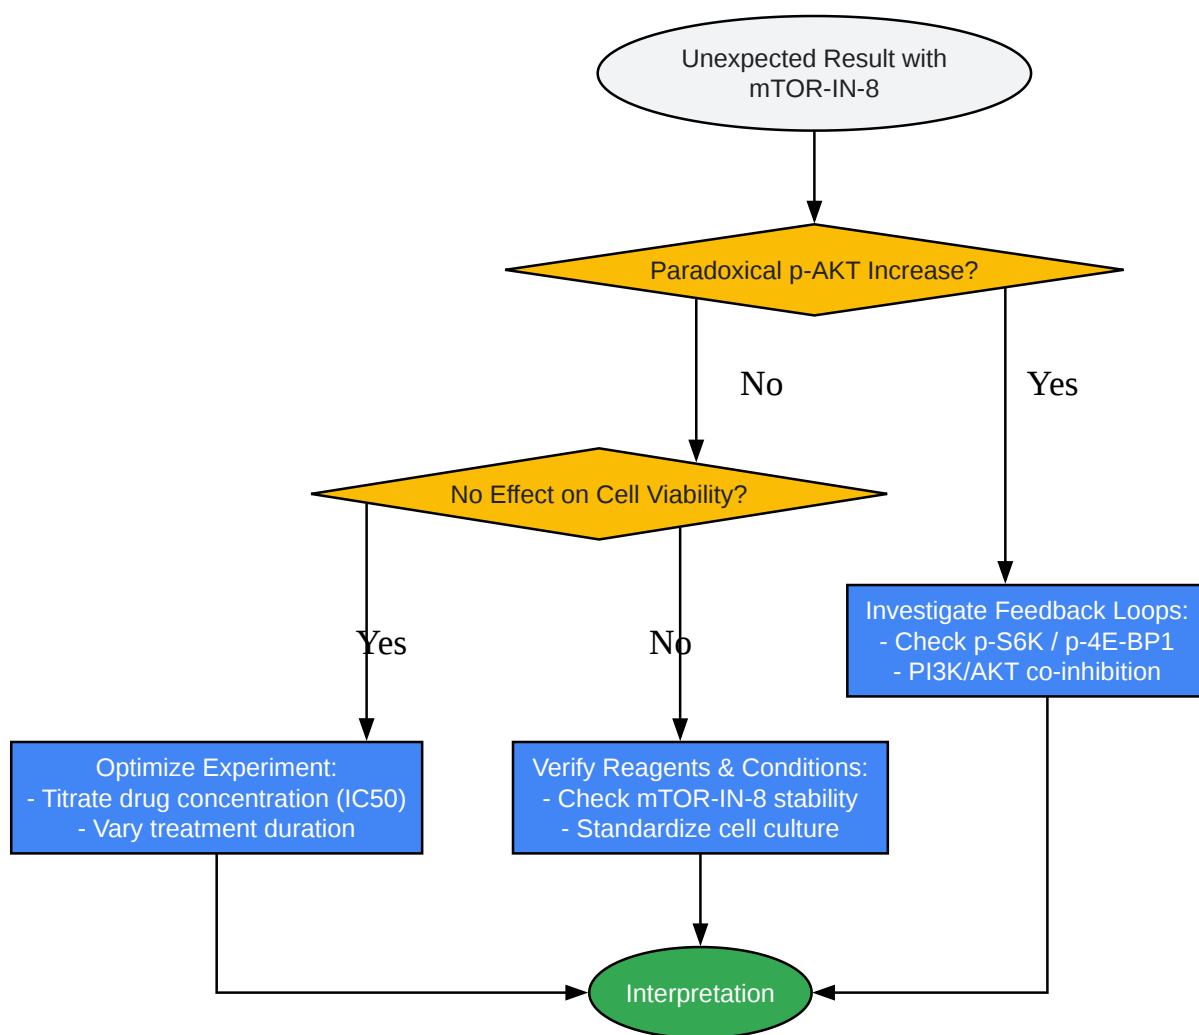 Unexpected Result with
mTOR-IN-8
Paradoxical p-AKT Increase?
No
Yes
No Effect on Cell Viability?
Yes
No
Investigate Feedback Loops:
- Check p-S6K / p-4E-BP1
- PI3K/AKT co-inhibition
Optimize Experiment:
- Titrate drug concentration (IC50)
- Vary treatment duration
Verify Reagents & Conditions:
- Check mTOR-IN-8 stability
- Standardize cell culture
Interpretation